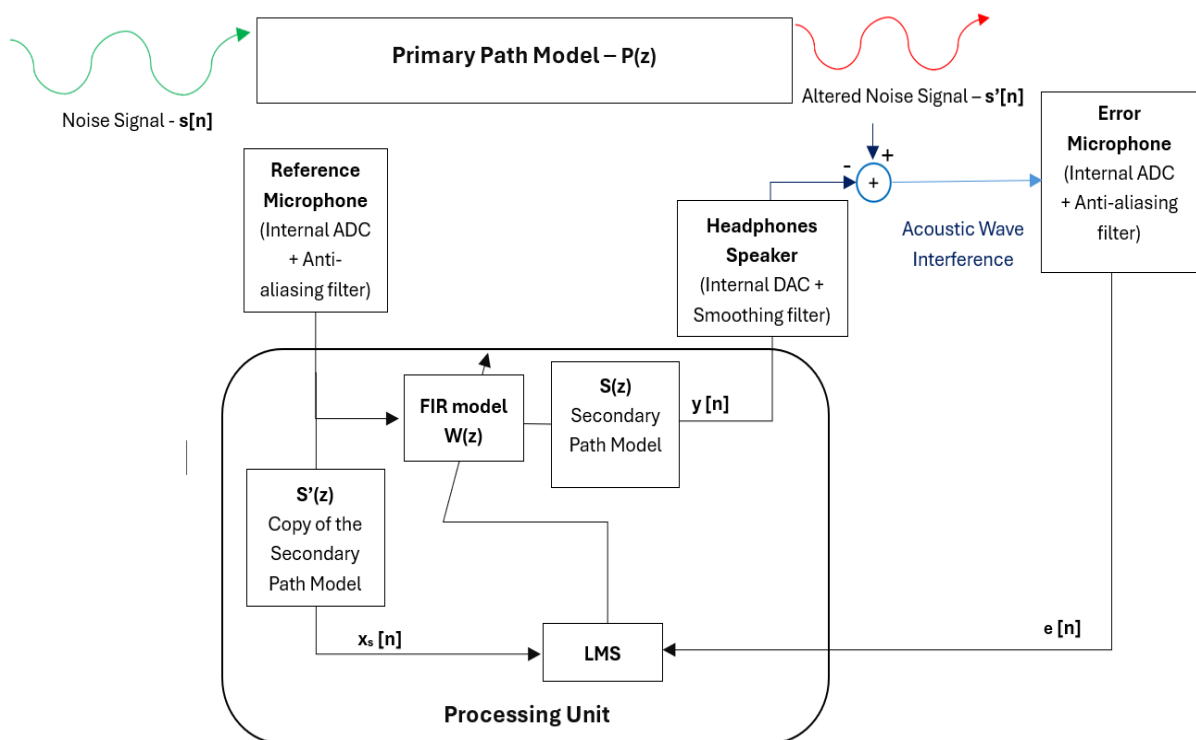 Primary Path Model – P(z)
Noise Signal - s[n]
Altered Noise Signal – s’[n]
Reference
Microphone
(Internal ADC
+ Anti-
aliasing filter)
Error
Microphone
(Internal ADC
+ Anti-aliasing
filter)
-
+
+
Headphones
Speaker
(Internal DAC +
Smoothing filter)
Acoustic Wave
Interference
FIR model
W(z)
S(z)
Secondary
Path Model
y [n]
S’(z)
Copy of the
Secondary
Path Model
xₛ [n]
LMS
e [n]
Processing Unit